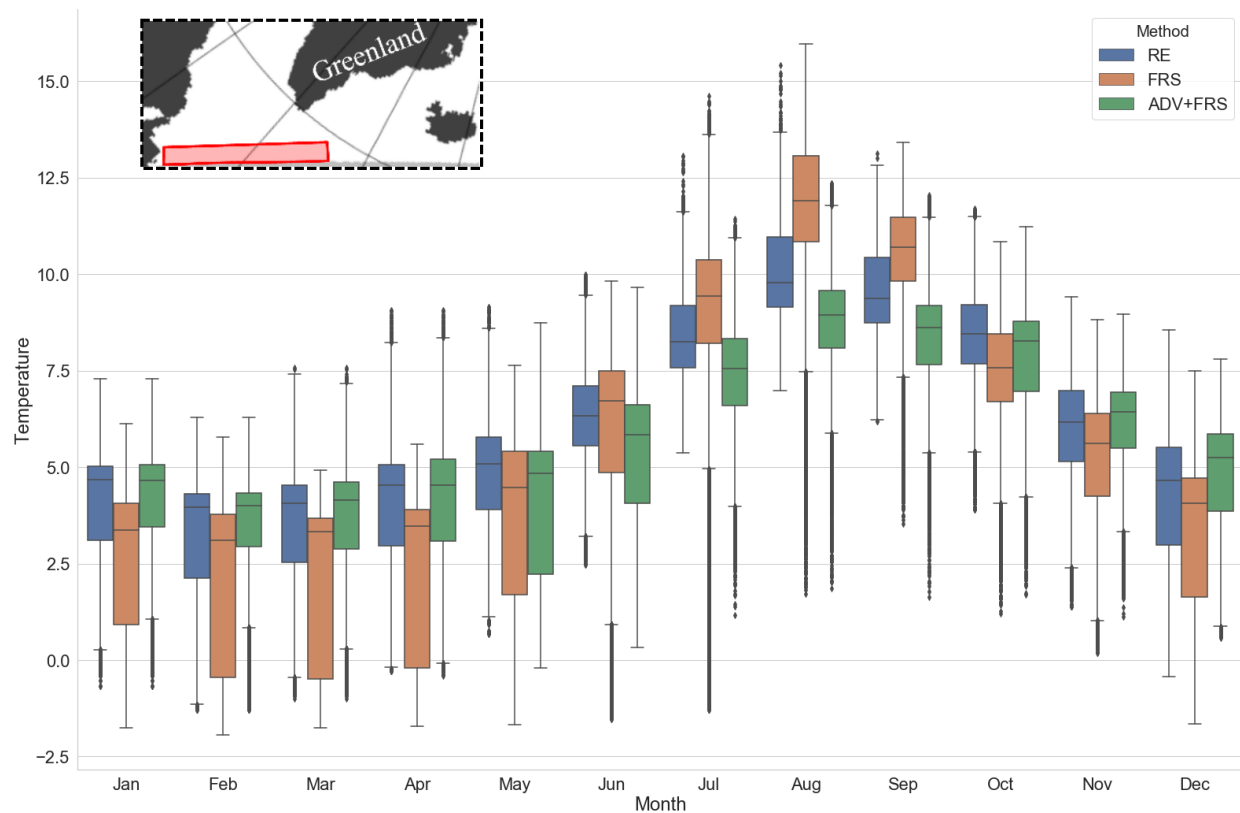 Greenland
Method
RE
FRS
ADV+FRS
15.0
12.5
10.0
7.5
5.0
2.5
0.0
−2.5
Temperature
Jan Feb Mar Apr May Jun Jul Aug Sep Oct Nov Dec
Month